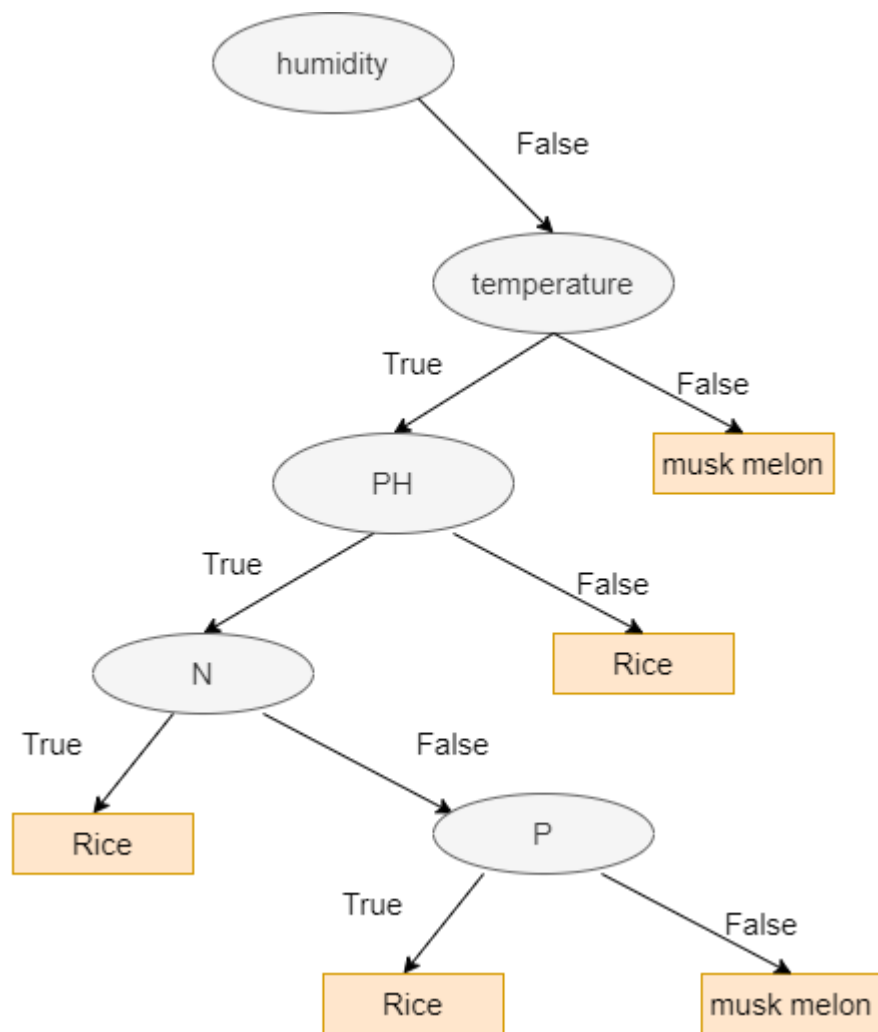 humidity
False
temperature
True
False
PH
musk melon
True
False
N
Rice
True
False
Rice
P
True
False
Rice
musk melon